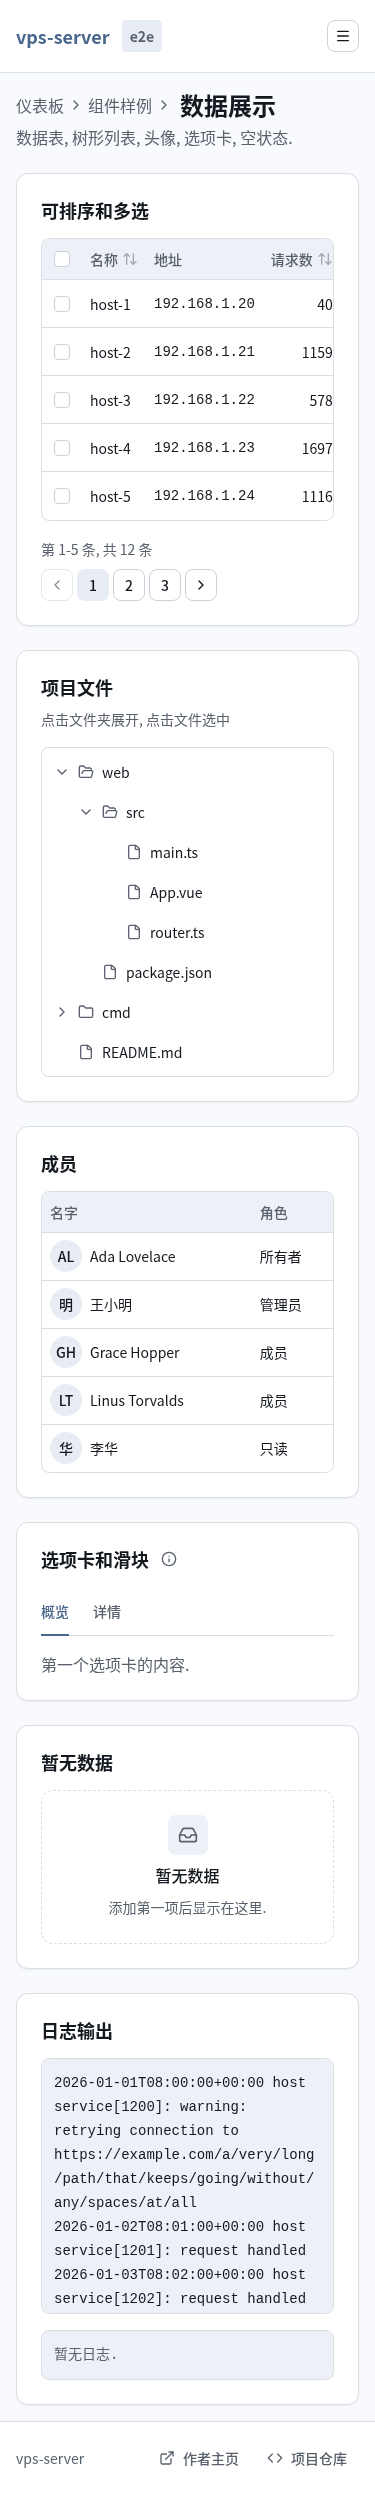 vps-server e2e
仪表板 数据展示 组件样例
数据表, 树形列表, 头像, 选项卡, 空状态.
可排序和多选
名称 地址 请求数
host-1 192.168.1.20 40
host-2 192.168.1.21 1159
host-3 192.168.1.22 578
host-4 192.168.1.23 1697
host-5 192.168.1.24 1116
第 1-5 条, 共 12 条
1 2 3
项目文件
点击文件夹展开, 点击文件选中
web
src
main.ts
App.vue
router.ts
package.json
cmd
README.md
成员
名字 角色
AL Ada Lovelace 所有者
明 王小明 管理员
GH Grace Hopper 成员
LT Linus Torvalds 成员
华 李华 只读
选项卡和滑块
概览 详情
第一个选项卡的内容.
暂无数据
暂无数据
添加第一项后显示在这里.
日志输出
2026-01-01T08:00:00+00:00 host
service[1200]: warning:
retrying connection to
https://example.com/a/very/long
/path/that/keeps/going/without/
any/spaces/at/all
2026-01-02T08:01:00+00:00 host
service[1201]: request handled
2026-01-03T08:02:00+00:00 host
service[1202]: request handled
暂无日志.
vps-server 作者主页 项目仓库